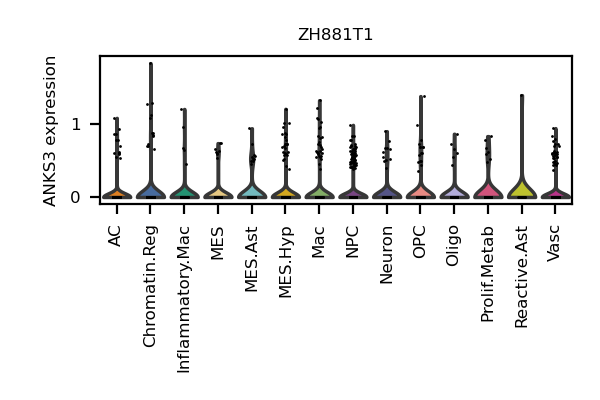 ZH881T1
ANKS3 expression
1
0
AC
Chromatin.Reg
Inflammatory.Mac
MES
MES.Ast
MES.Hyp
Mac
NPC
Neuron
OPC
Oligo
Prolif.Metab
Reactive.Ast
Vasc